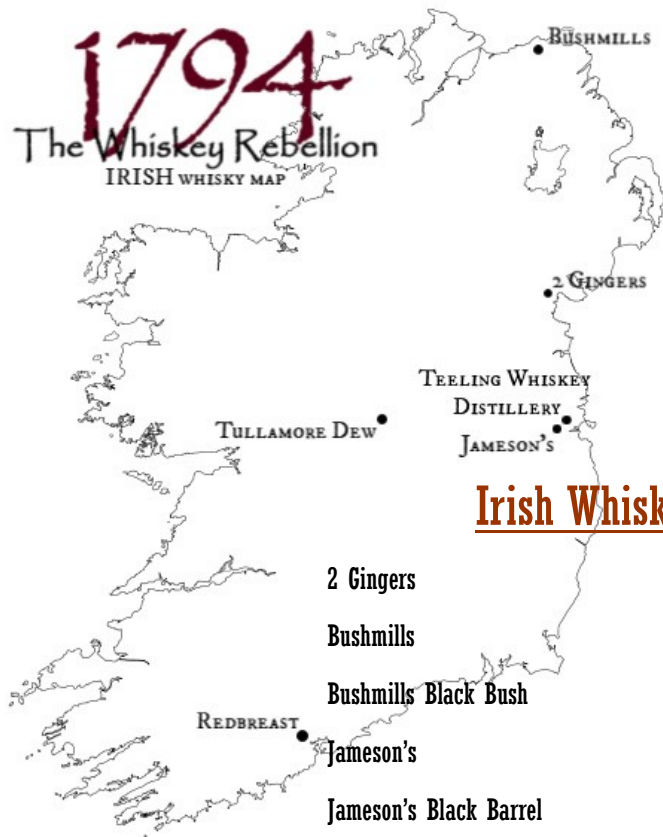 1794
The Whiskey Rebellion
IRISH WHISKY MAP
BUSHMILLS
2 GINGERS
TEELING WHISKEY
DISTILLERY
TULLAMORE DEW
JAMESON'S
Irish Whisk
2 Gingers
Bushmills
Bushmills Black Bush
REDBREAST
Jameson's
Jameson's Black Barrel